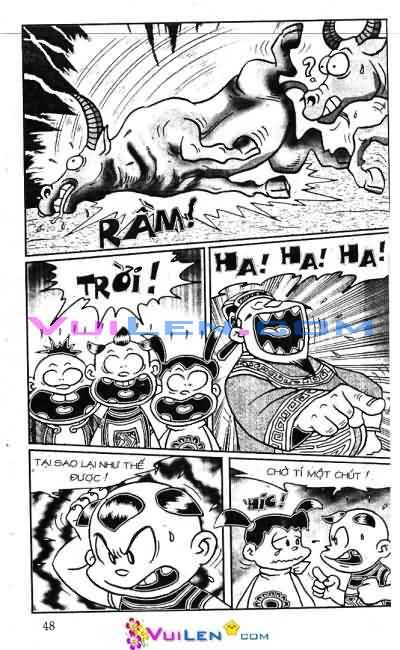 ?
RẦM!
TRỜI!
HA! HA! HA!
VUILEN.COM
TẠI SAO LẠI NHƯ THẾ
ĐƯỢC!
CHỜ TÍ MỘT CHÚT!
HÍC!
48
VUILEN.COM